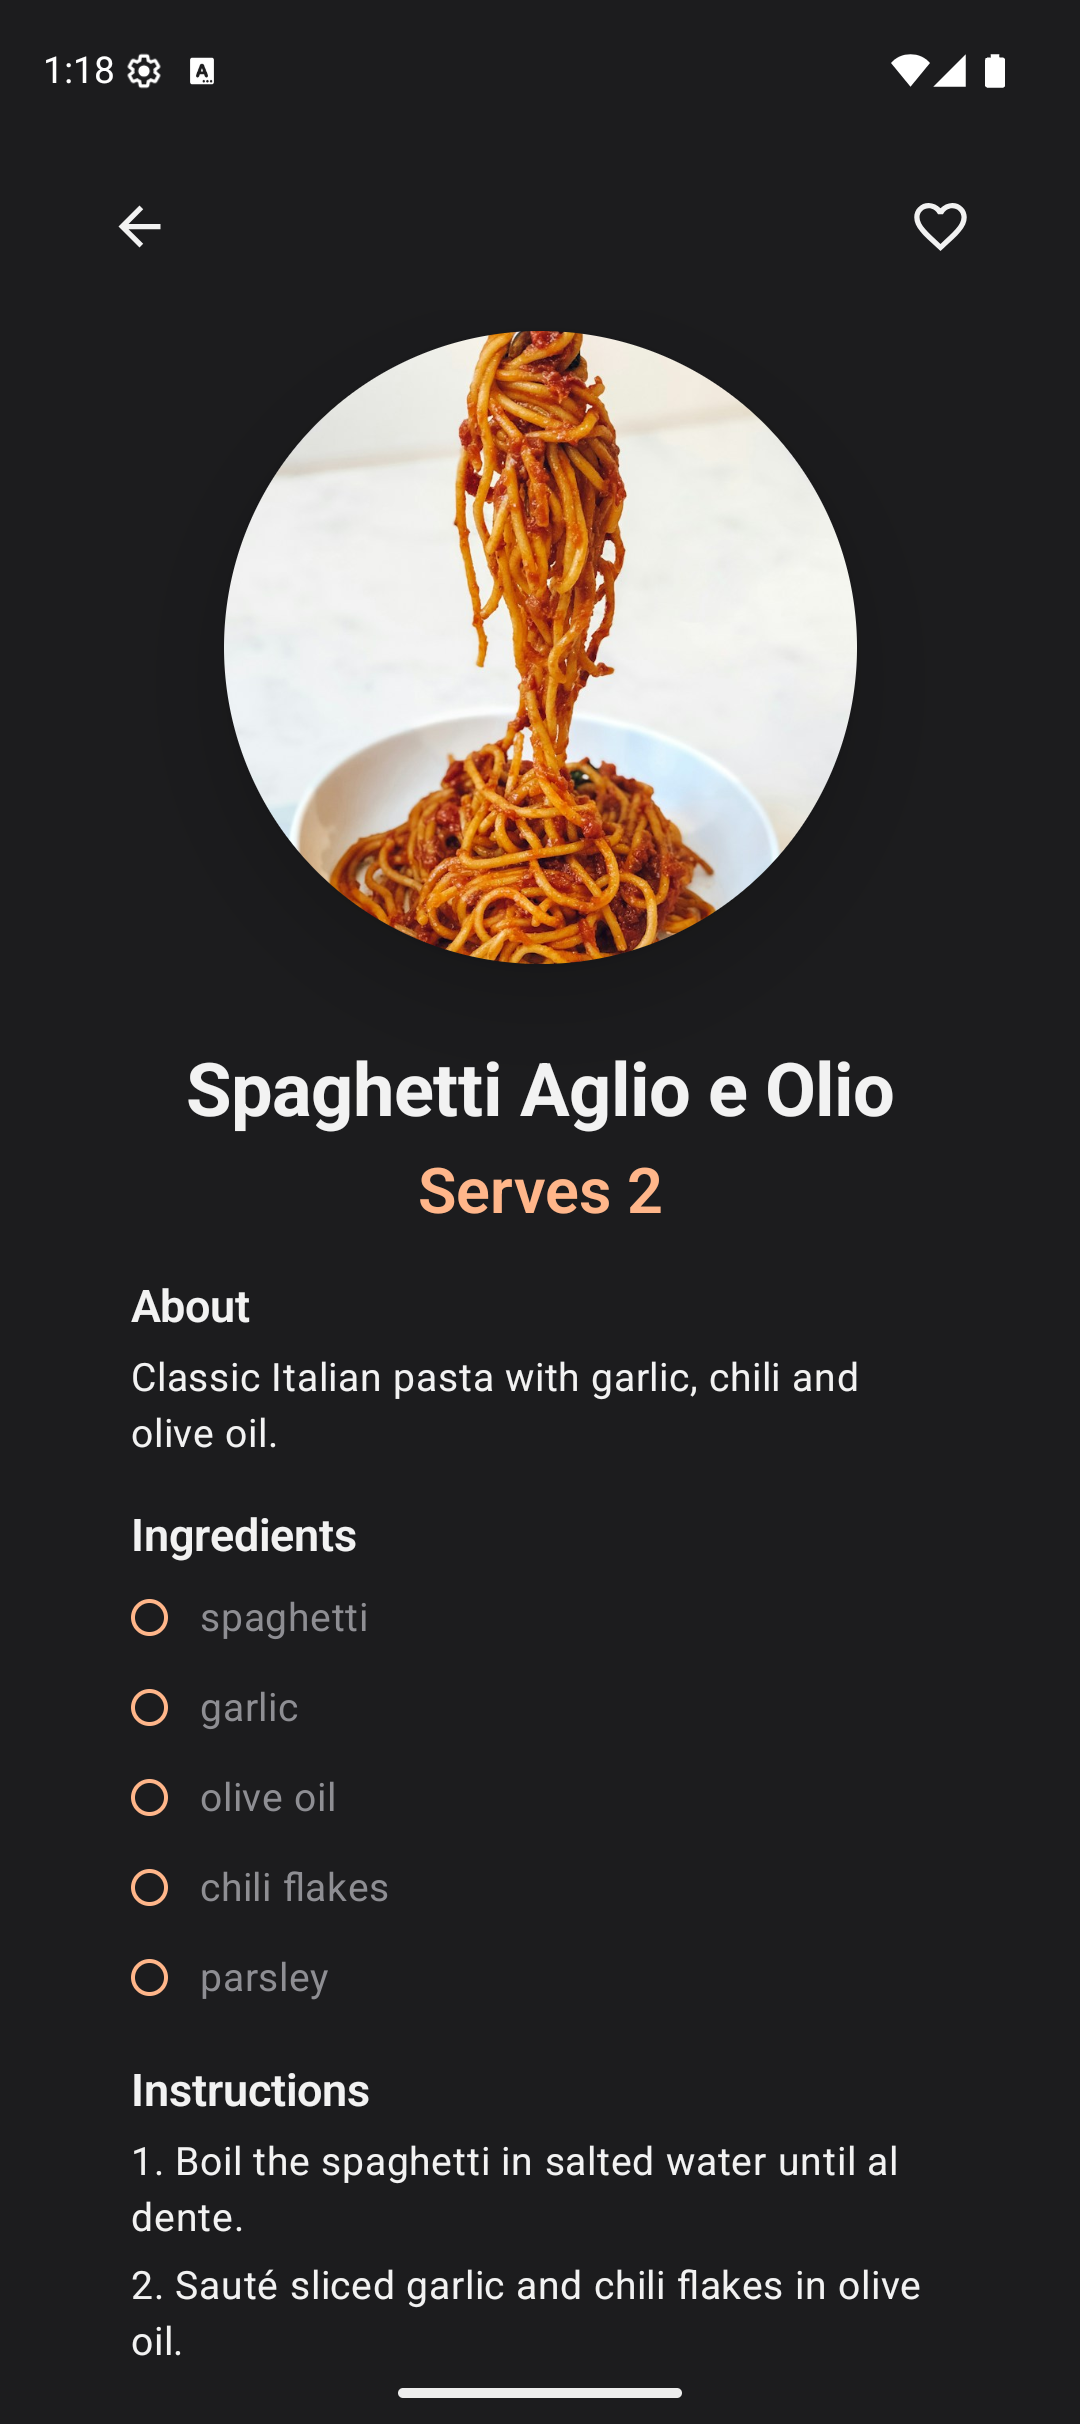 1:18
Spaghetti Aglio e Olio
Serves 2
About
Classic Italian pasta with garlic, chili and
olive oil.
Ingredients
spaghetti
garlic
olive oil
chili flakes
parsley
Instructions
1. Boil the spaghetti in salted water until al
dente.
2. Sauté sliced garlic and chili flakes in olive
oil.